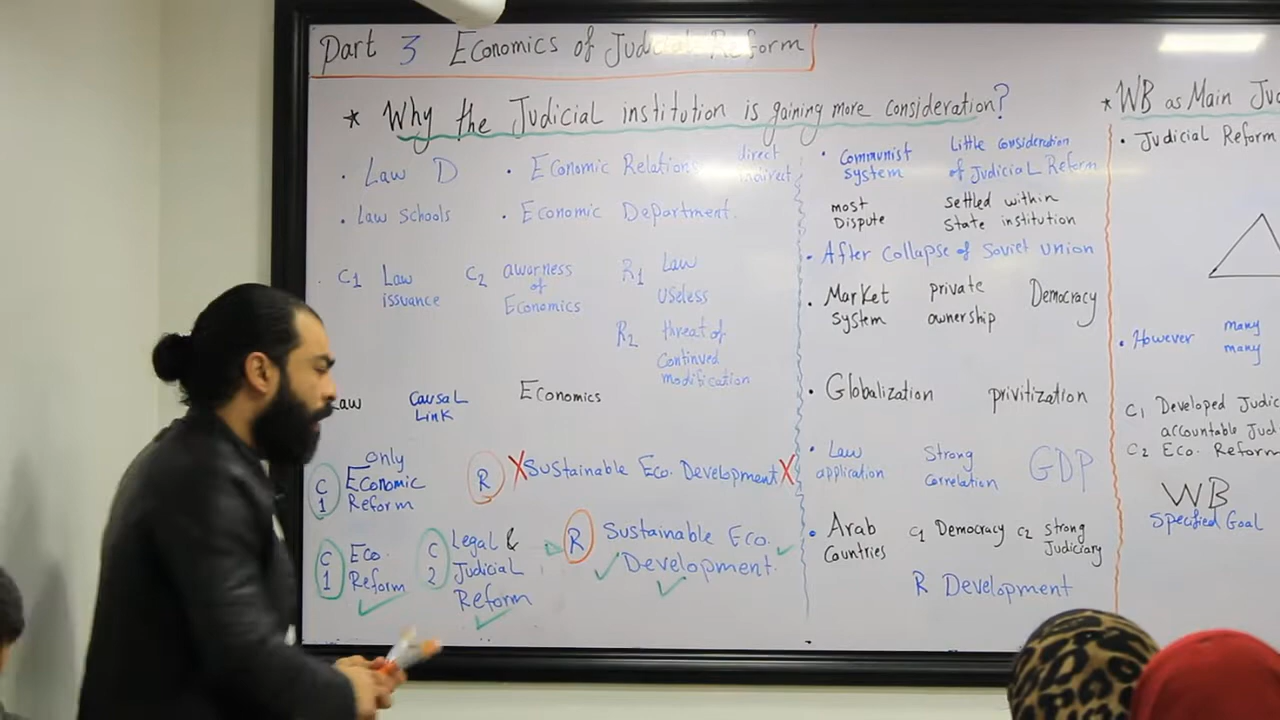 Part 3 Economics of Judicial Reform
* Why the Judicial institution is gaining more consideration?
. Law D . Economic Relations direct
indirect
. Law schools . Economic Department.
C1 Law
issuance
C2 awarness
of
Economics
R1 Law
useless
R2 threat of
Continued
modification
Law Causal
Link Economics
C
1 only
Economic
Reform
R X Sustainable Eco. Development X
C
1 Eco.
Reform
C
2 Legal &
Judicial
Reform
R Sustainable Eco.
Development.
. Communist
System Little consideration
of Judicial Reform
most
Dispute settled within
State institution
. After Collapse of Soviet union
. Market
System private
ownership Democracy
. Globalization privitization
. Law
application Strong
Correlation GDP
. Arab
Countries C1 Democracy C2 strong
Judiciary
R Development
* WB as Main
. Judicial Reform
. However many
many
C1 Developed
accountable
C2 Eco. Reform
WB
Specified Goal